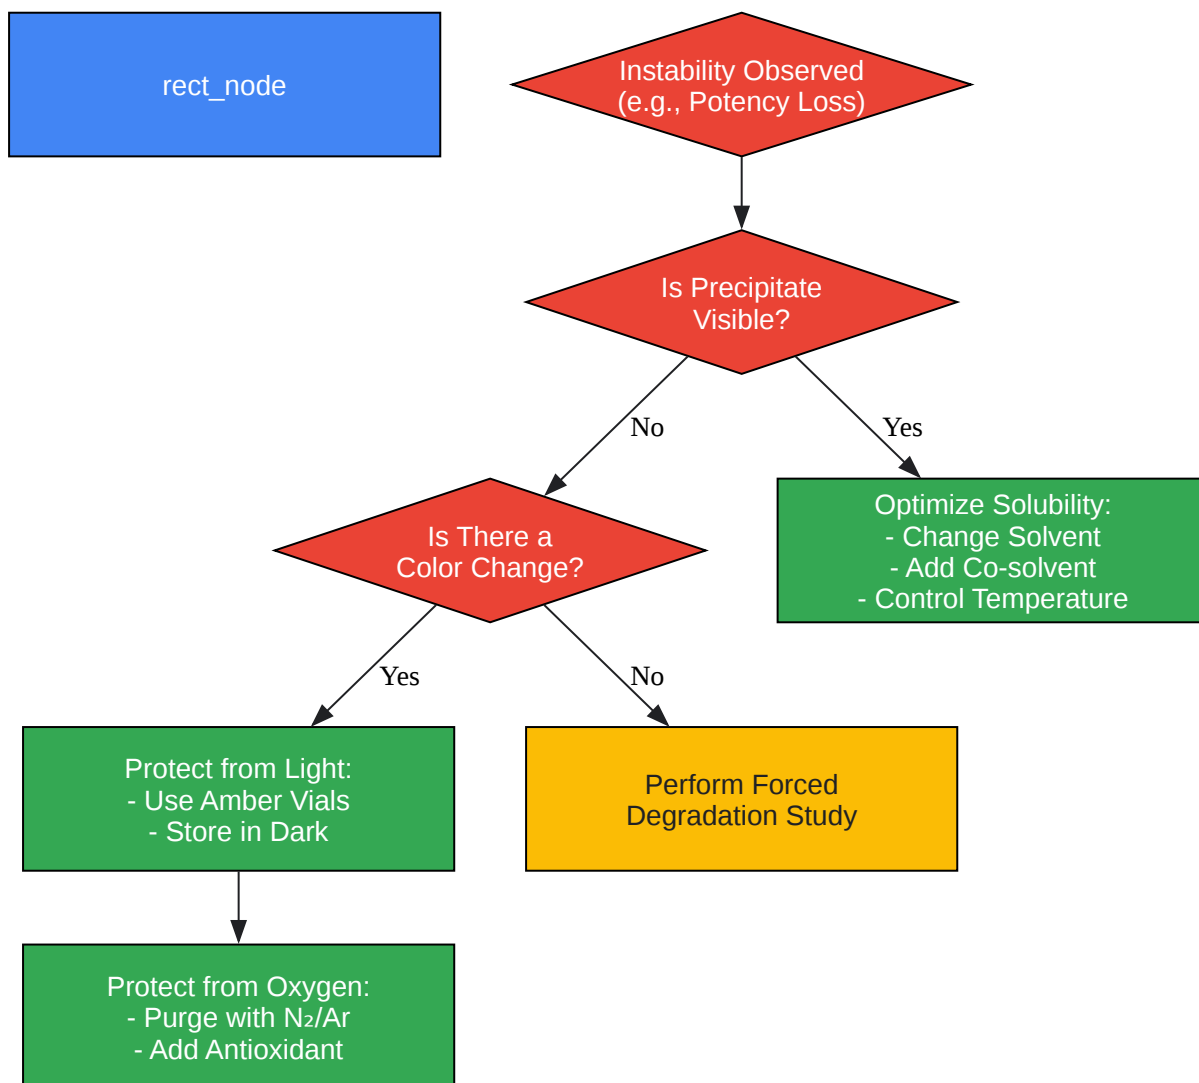 rect_node
Instability Observed
(e.g., Potency Loss)
Is Precipitate
Visible?
No
Yes
Is There a
Color Change?
Optimize Solubility:
- Change Solvent
- Add Co-solvent
- Control Temperature
Yes
No
Protect from Light:
- Use Amber Vials
- Store in Dark
Perform Forced
Degradation Study
Protect from Oxygen:
- Purge with N₂/Ar
- Add Antioxidant